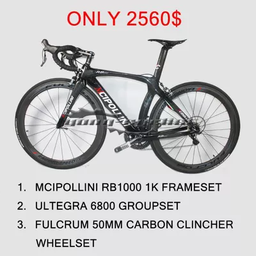 ONLY 2560$
CIPOLLINI
1. MCIPOLLINI RB1000 1K FRAMESET
2. ULTEGRA 6800 GROUPSET
3. FULCRUM 50MM CARBON CLINCHER
WHEELSET